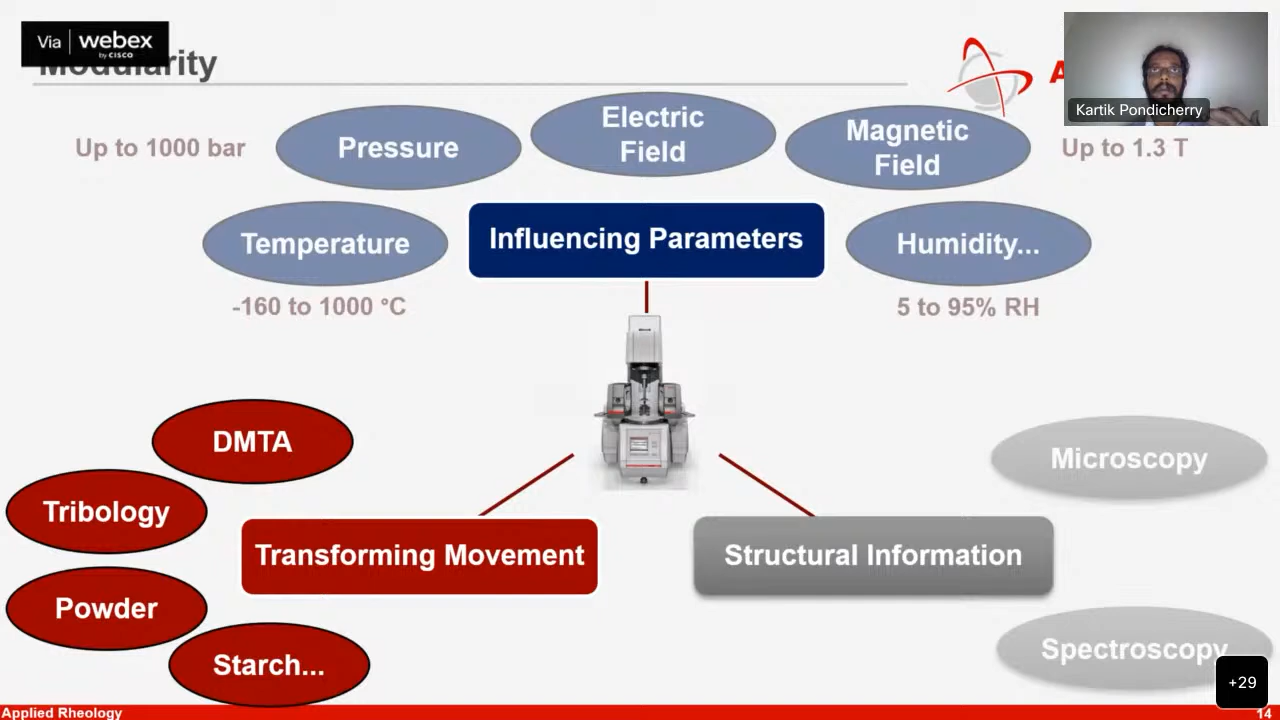 Via webex
by CISCO
Modularity
A
Kartik Pondicherry
Up to 1000 bar
Pressure
Electric
Field
Magnetic
Field
Up to 1.3 T
Temperature
Influencing Parameters
Humidity...
-160 to 1000 °C
5 to 95% RH
DMTA
Microscopy
Tribology
Transforming Movement
Structural Information
Powder
Starch...
Spectroscopy
+29
Applied Rheology
14